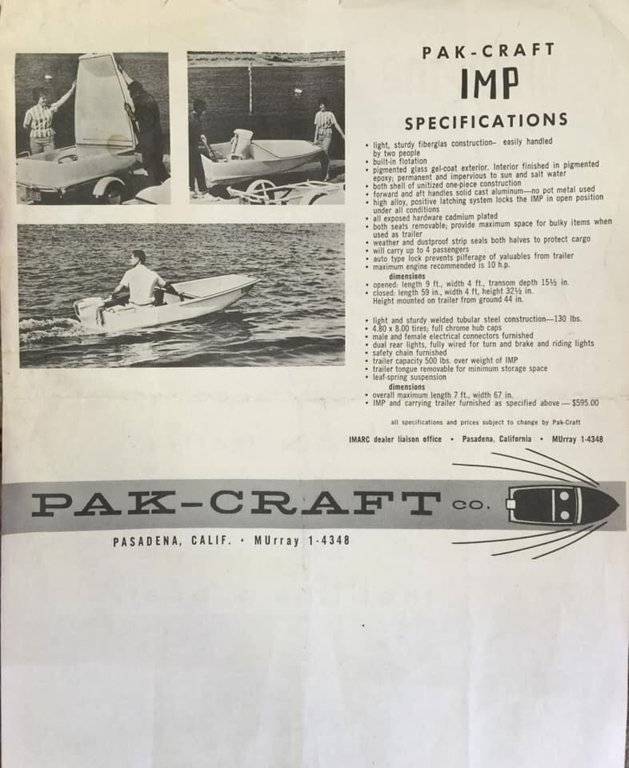 PAK-CRAFT
IMP
SPECIFICATIONS
• light, sturdy fiberglas construction– easily handled
by two people
• built-in flotation
• pigmented glass gel-coat exterior. Interior finished in pigmented
epoxy; permanent and impervious to sun and salt water
• both shell of unitized one-piece construction
• forward and aft handles solid cast aluminum—no pot metal used
• high alloy, positive latching system locks the IMP in open position
under all conditions
• all exposed hardware cadmium plated
• both seats removable; provide maximum space for bulky items when
used as trailer
• weather and dustproof strip seals both halves to protect cargo
• will carry up to 4 passengers
• auto type lock prevents pilferage of valuables from trailer
• maximum engine recommended is 10 h.p.
dimensions
• opened: length 9 ft., width 4 ft., transom depth 15½ in.
• closed: length 59 in., width 4 ft, height 32½ in.
Height mounted on trailer from ground 44 in.
• light and sturdy welded tubular steel construction—130 lbs.
• 4.80 x 8.00 tires; full chrome hub caps
• male and female electrical connectors furnished
• dual rear lights, fully wired for turn and brake and riding lights
• safety chain furnished
• trailer capacity 500 lbs. over weight of IMP
• trailer tongue removable for minimum storage space
• leaf-spring suspension
dimensions
• overall maximum length 7 ft., width 67 in.
• IMP and carrying trailer furnished as specified above — $595.00
all specifications and prices subject to change by Pak-Craft
IMARC dealer liaison office • Pasadena, California • MUrray 1-4348
PAK-CRAFT CO.
PASADENA, CALIF. • MUrray 1-4348